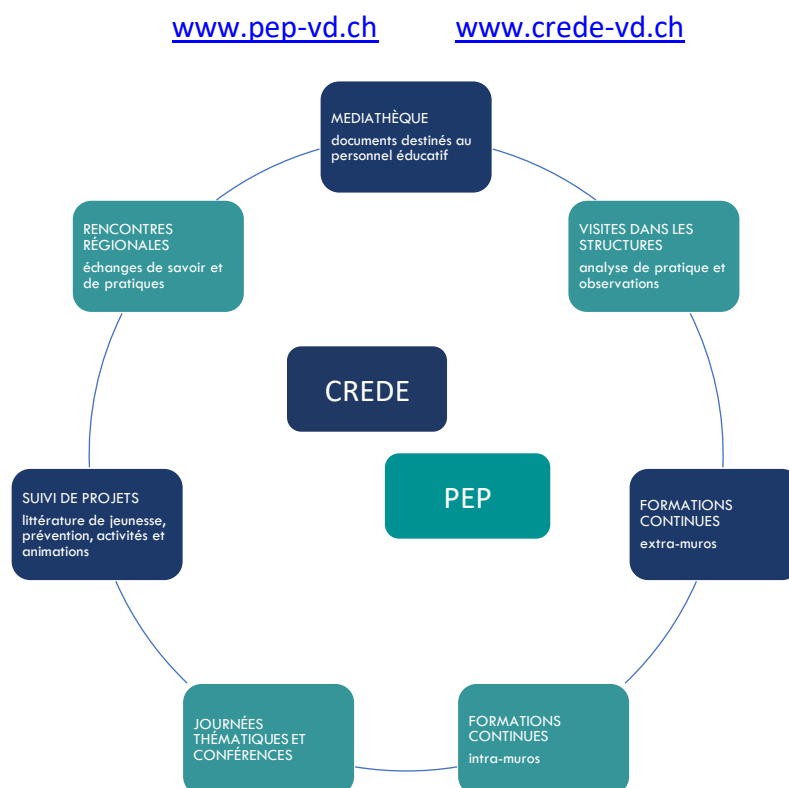 www.pep-vd.ch www.crede-vd.ch
MEDIATHÈQUE
documents destinés au
personnel éducatif
RENCONTRES
RÉGIONALES
échanges de savoir et
de pratiques
VISITES DANS LES
STRUCTURES
analyse de pratique et
observations
CREDE
PEP
SUIVI DE PROJETS
littérature de jeunesse,
prévention, activités et
animations
FORMATIONS
CONTINUES
extra-muros
JOURNÉES
THÉMATIQUES ET
CONFÉRENCES
FORMATIONS
CONTINUES
intra-muros